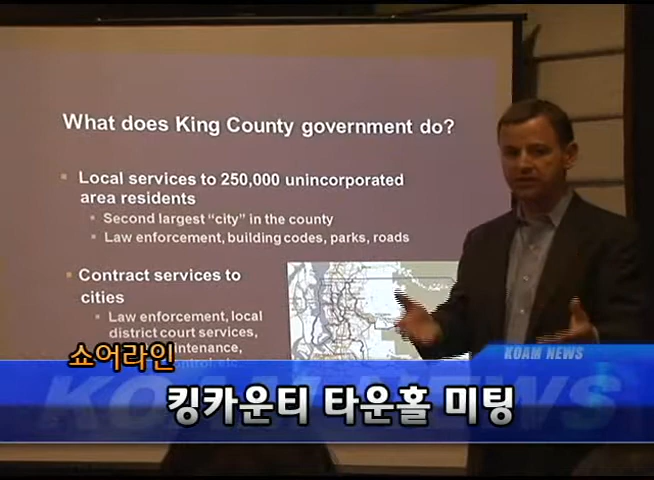 What does King County government do?
Local services to 250,000 unincorporated
area residents
Second largest "city" in the county
Law enforcement, building codes, parks, roads
Contract services to
cities
Law enforcement, local
district court services,
쇼어라인
KOAM NEWS
KOAM NEWS
킹카운티 타운홀 미팅